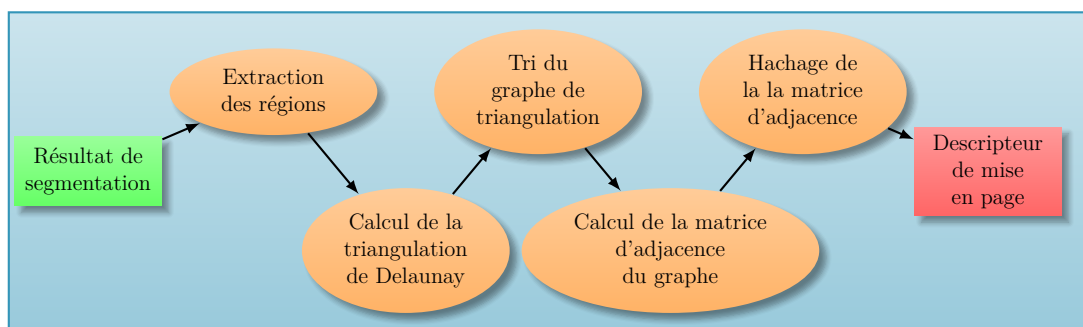 Résultat de
segmentation
Extraction
des régions
Calcul de la
triangulation
de Delaunay
Tri du
graphe de
triangulation
Calcul de la matrice
d'adjacence
du graphe
Hachage de
la la matrice
d'adjacence
Descripteur
de mise
en page